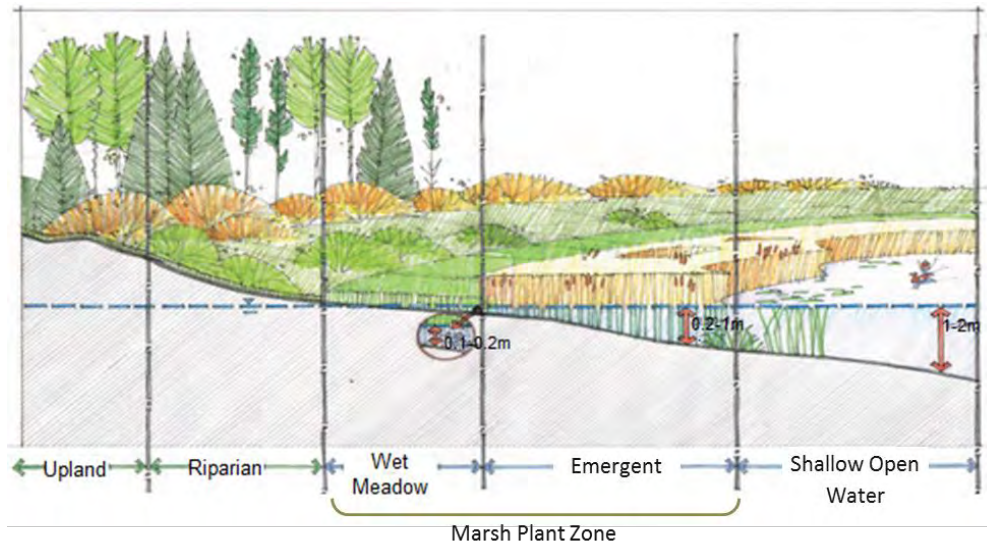 0.1-0.2m
0.2-1m
1-2m
Upland
Riparian
Wet
Meadow
Emergent
Shallow Open
Water
Marsh Plant Zone